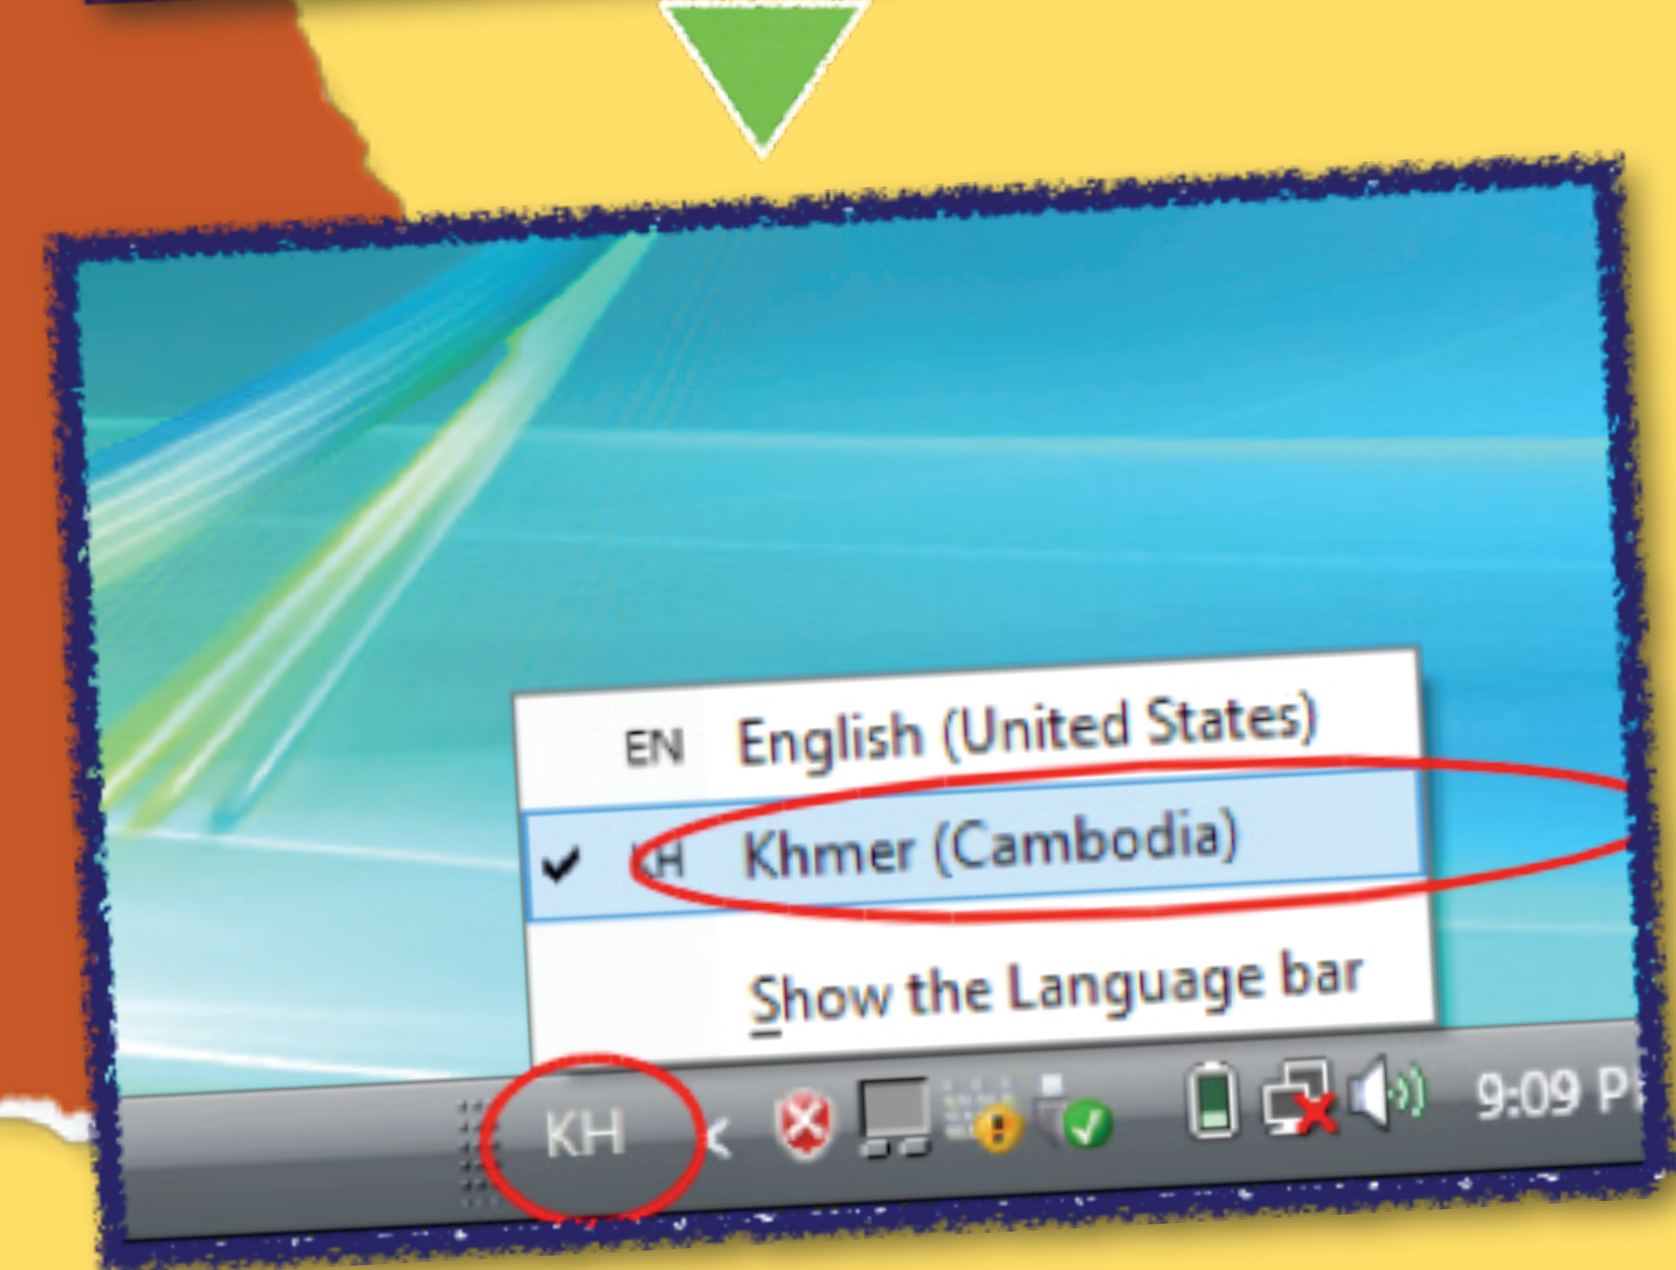 EN English (United States)
KH Khmer (Cambodia)
Show the Language bar
KH 9:09 P